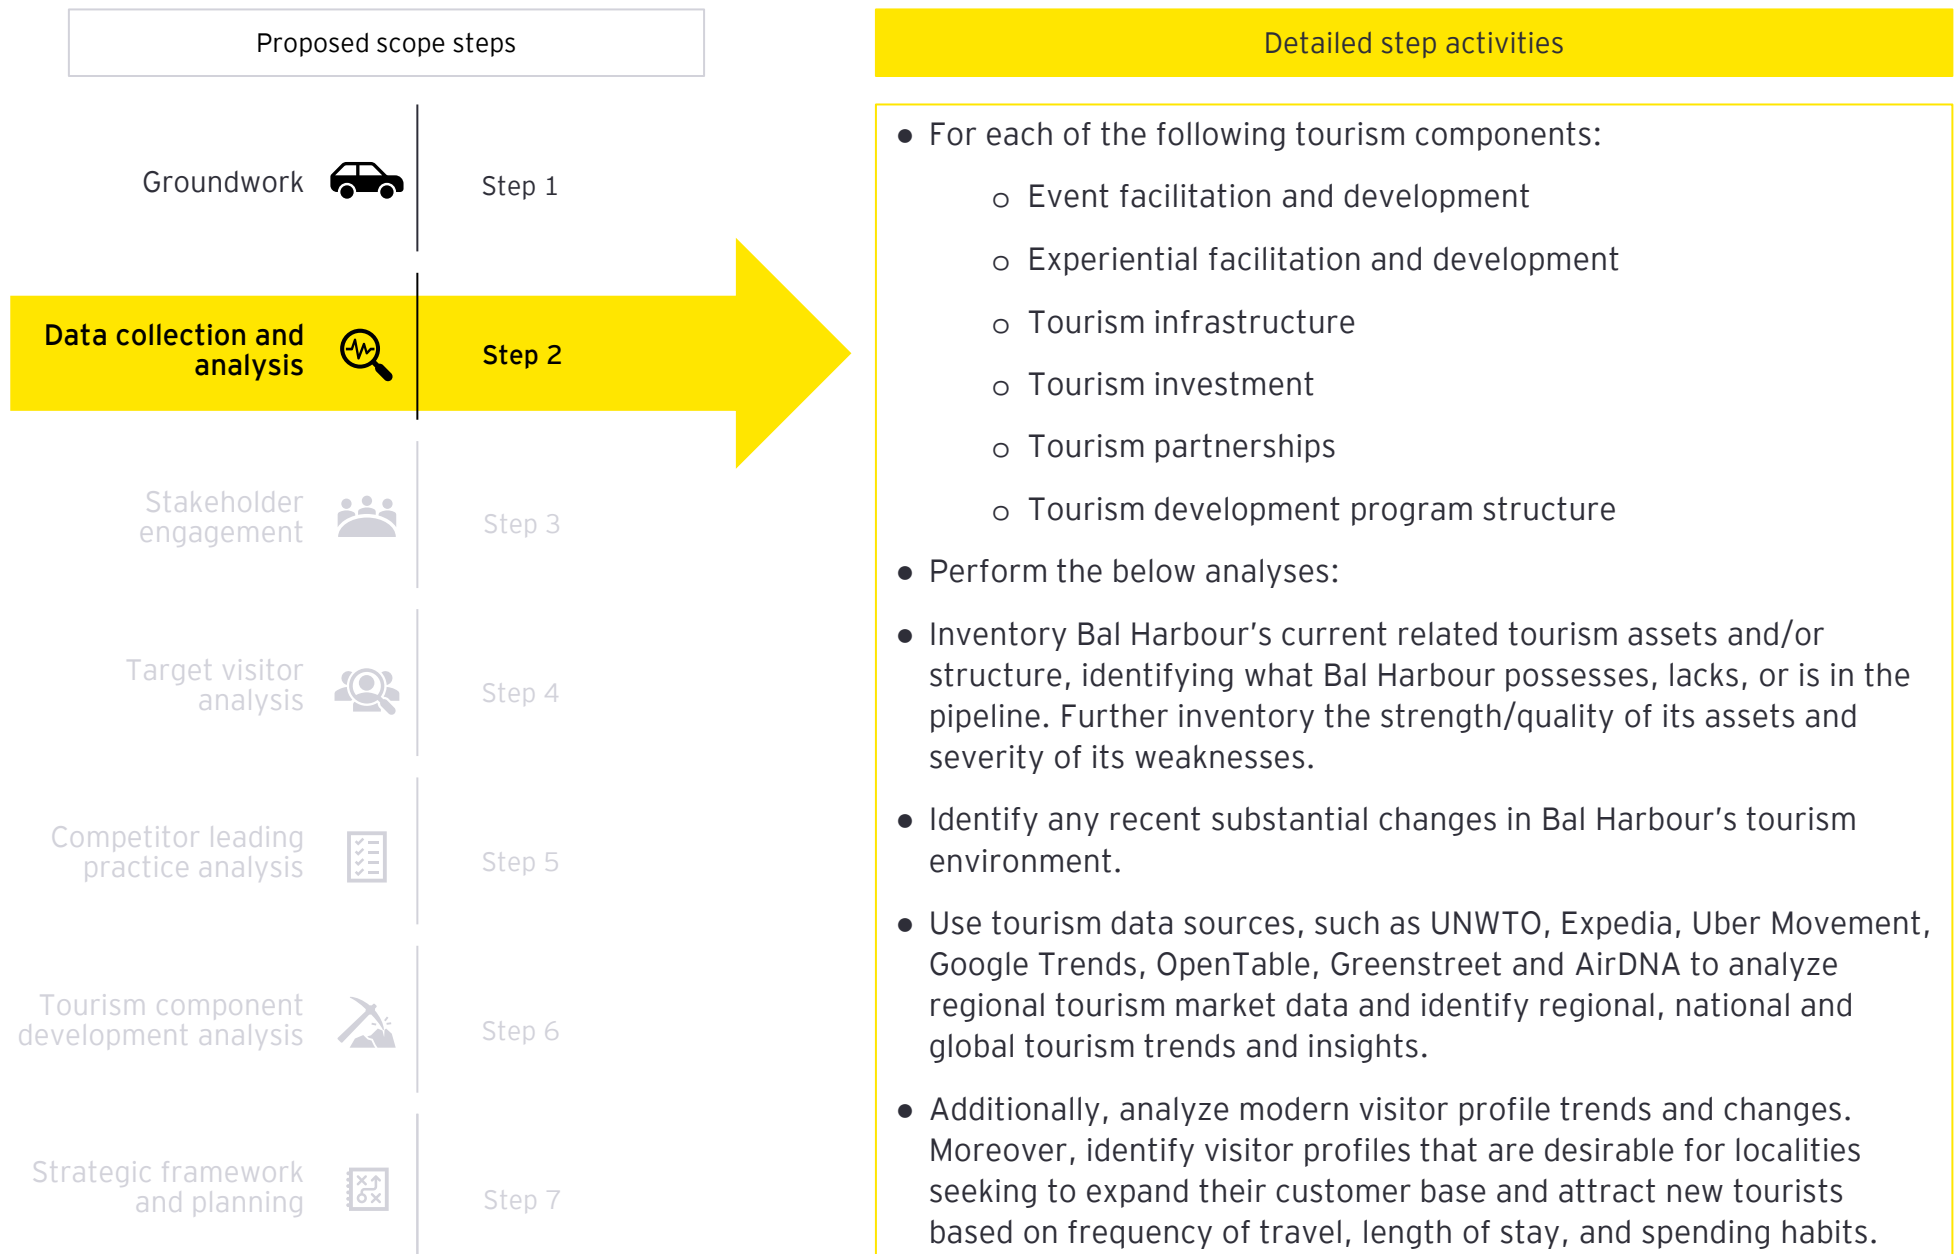 Proposed scope steps
Groundwork
Step 1
Data collection and
analysis
Step 2
Stakeholder
engagement
Step 3
Target visitor
analysis
Step 4
Competitor leading
practice analysis
Step 5
Tourism component
development analysis
Step 6
Strategic framework
and planning
Step 7
Detailed step activities
● For each of the following tourism components:
o Event facilitation and development
o Experiential facilitation and development
o Tourism infrastructure
o Tourism investment
o Tourism partnerships
o Tourism development program structure
● Perform the below analyses:
● Inventory Bal Harbour’s current related tourism assets and/or
structure, identifying what Bal Harbour possesses, lacks, or is in the
pipeline. Further inventory the strength/quality of its assets and
severity of its weaknesses.
● Identify any recent substantial changes in Bal Harbour’s tourism
environment.
● Use tourism data sources, such as UNWTO, Expedia, Uber Movement,
Google Trends, OpenTable, Greenstreet and AirDNA to analyze
regional tourism market data and identify regional, national and
global tourism trends and insights.
● Additionally, analyze modern visitor profile trends and changes.
Moreover, identify visitor profiles that are desirable for localities
seeking to expand their customer base and attract new tourists
based on frequency of travel, length of stay, and spending habits.